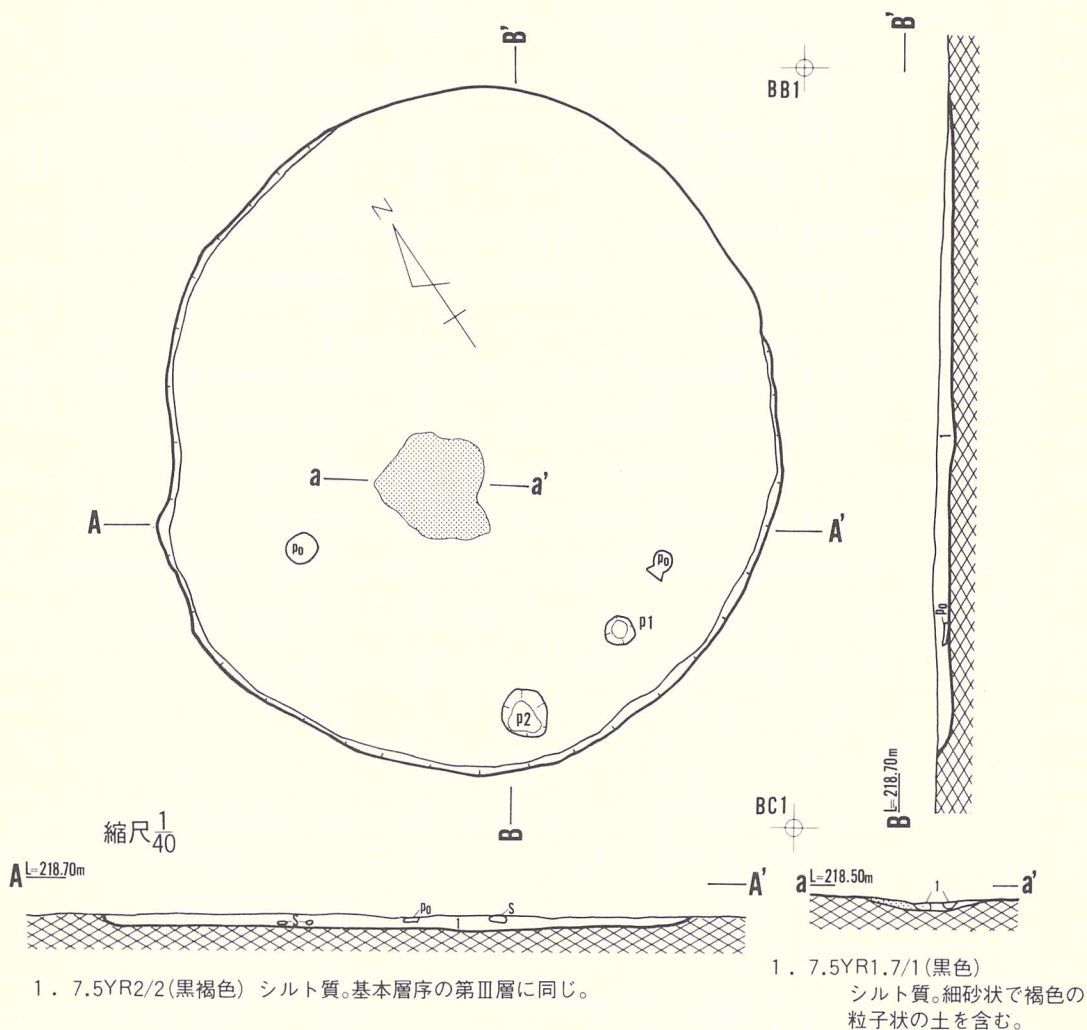 B'
BB1
B'
N
a
a'
1
A
A'
po
po
p1
po
p2
BC1
B L=218.70m
B
縮尺 1/40
A L=218.70m
A'
a L=218.50m
a'
S
po
S
1
1
1. 7.5YR2/2(黒褐色) シルト質。基本層序の第Ⅲ層に同じ。
1. 7.5YR1.7/1(黒色)
シルト質。細砂状で褐色の
粒子状の土を含む。